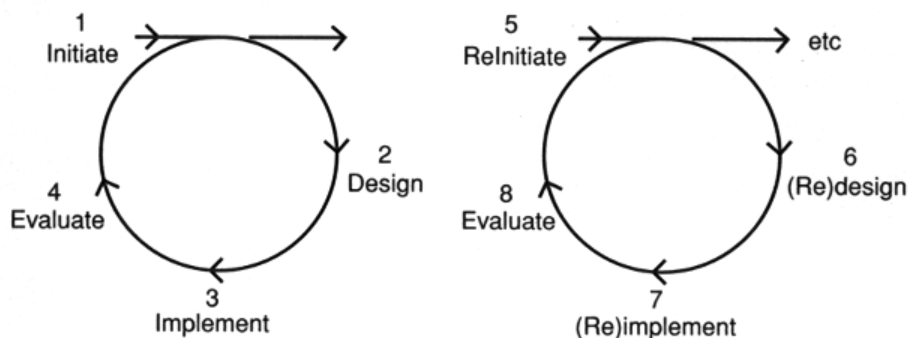 1
Initiate
2
Design
3
Implement
4
Evaluate
5
ReInitiate
etc
6
(Re)design
7
(Re)implement
8
Evaluate